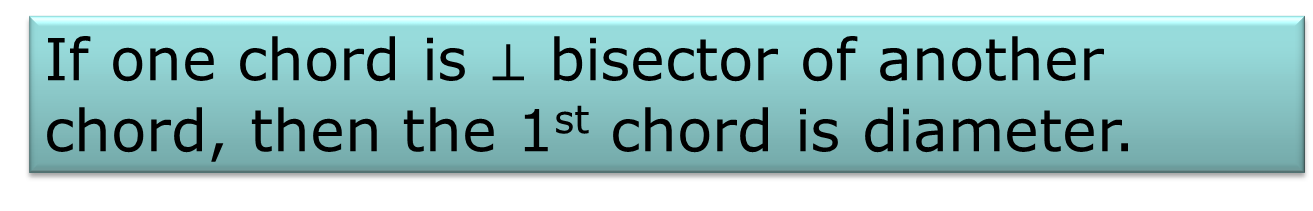 If one chord is ⊥ bisector of another
chord, then the 1st chord is diameter.